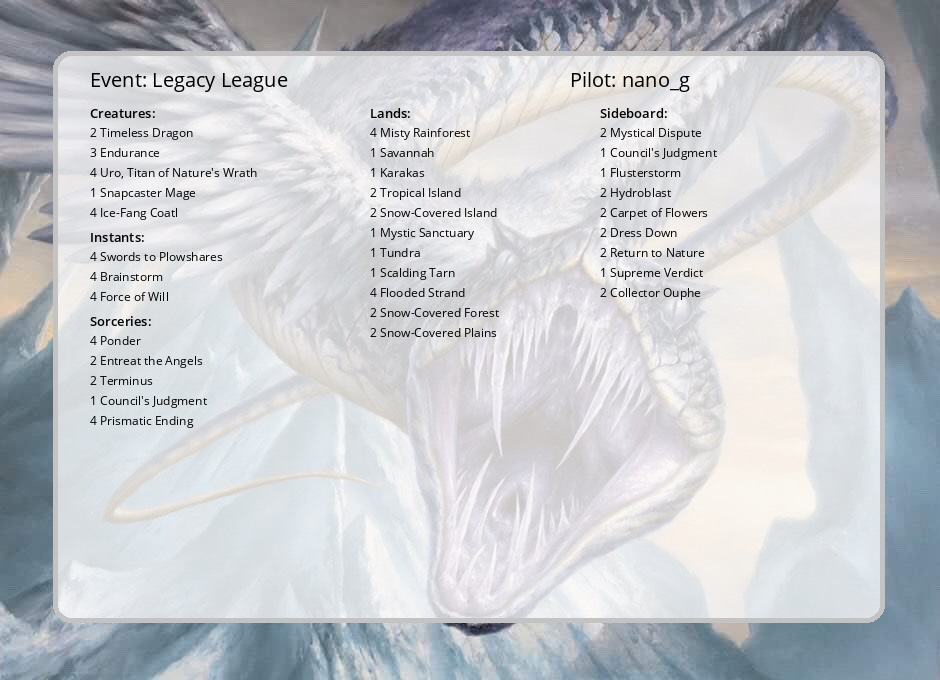 Event: Legacy League
Pilot: nano_g
Creatures:
2 Timeless Dragon
3 Endurance
4 Uro, Titan of Nature's Wrath
1 Snapcaster Mage
4 Ice-Fang Coatl
Instants:
4 Swords to Plowshares
4 Brainstorm
4 Force of Will
Sorceries:
4 Ponder
2 Entreat the Angels
2 Terminus
1 Council's Judgment
4 Prismatic Ending
Lands:
4 Misty Rainforest
1 Savannah
1 Karakas
2 Tropical Island
2 Snow-Covered Island
1 Mystic Sanctuary
1 Tundra
1 Scalding Tarn
4 Flooded Strand
2 Snow-Covered Forest
2 Snow-Covered Plains
Sideboard:
2 Mystical Dispute
1 Council's Judgment
1 Flusterstorm
2 Hydroblast
2 Carpet of Flowers
2 Dress Down
2 Return to Nature
1 Supreme Verdict
2 Collector Ouphe